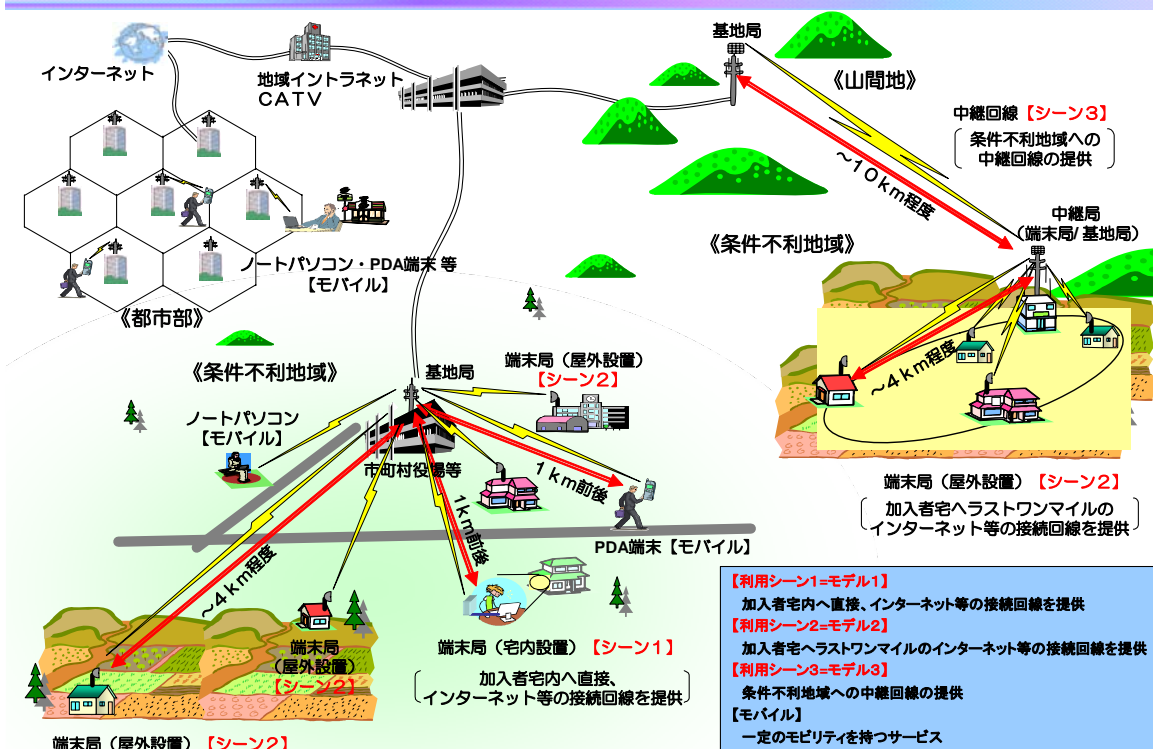 インターネット
地域イントラネット
CATV
基地局
《山間地》
中継回線【シーン3】
条件不利地域への
中継回線の提供
～10km程度
中継局
(端末局/基地局)
《条件不利地域》
ノートパソコン・PDA端末 等
【モバイル】
《都市部》
《条件不利地域》
基地局
端末局(屋外設置)
【シーン2】
ノートパソコン
【モバイル】
市町村役場等
1km前後
1km前後
～4km程度
～4km程度
PDA端末【モバイル】
端末局(屋外設置)【シーン2】
加入者宅へラストワンマイルの
インターネット等の接続回線を提供
端末局
(屋外設置)
【シーン2】
端末局(宅内設置)【シーン1】
加入者宅内へ直接、
インターネット等の接続回線を提供
端末局(屋外設置)【シーン2】
【利用シーン1=モデル1】
加入者宅内へ直接、インターネット等の接続回線を提供
【利用シーン2=モデル2】
加入者宅へラストワンマイルのインターネット等の接続回線を提供
【利用シーン3=モデル3】
条件不利地域への中継回線の提供
【モバイル】
一定のモビリティを持つサービス